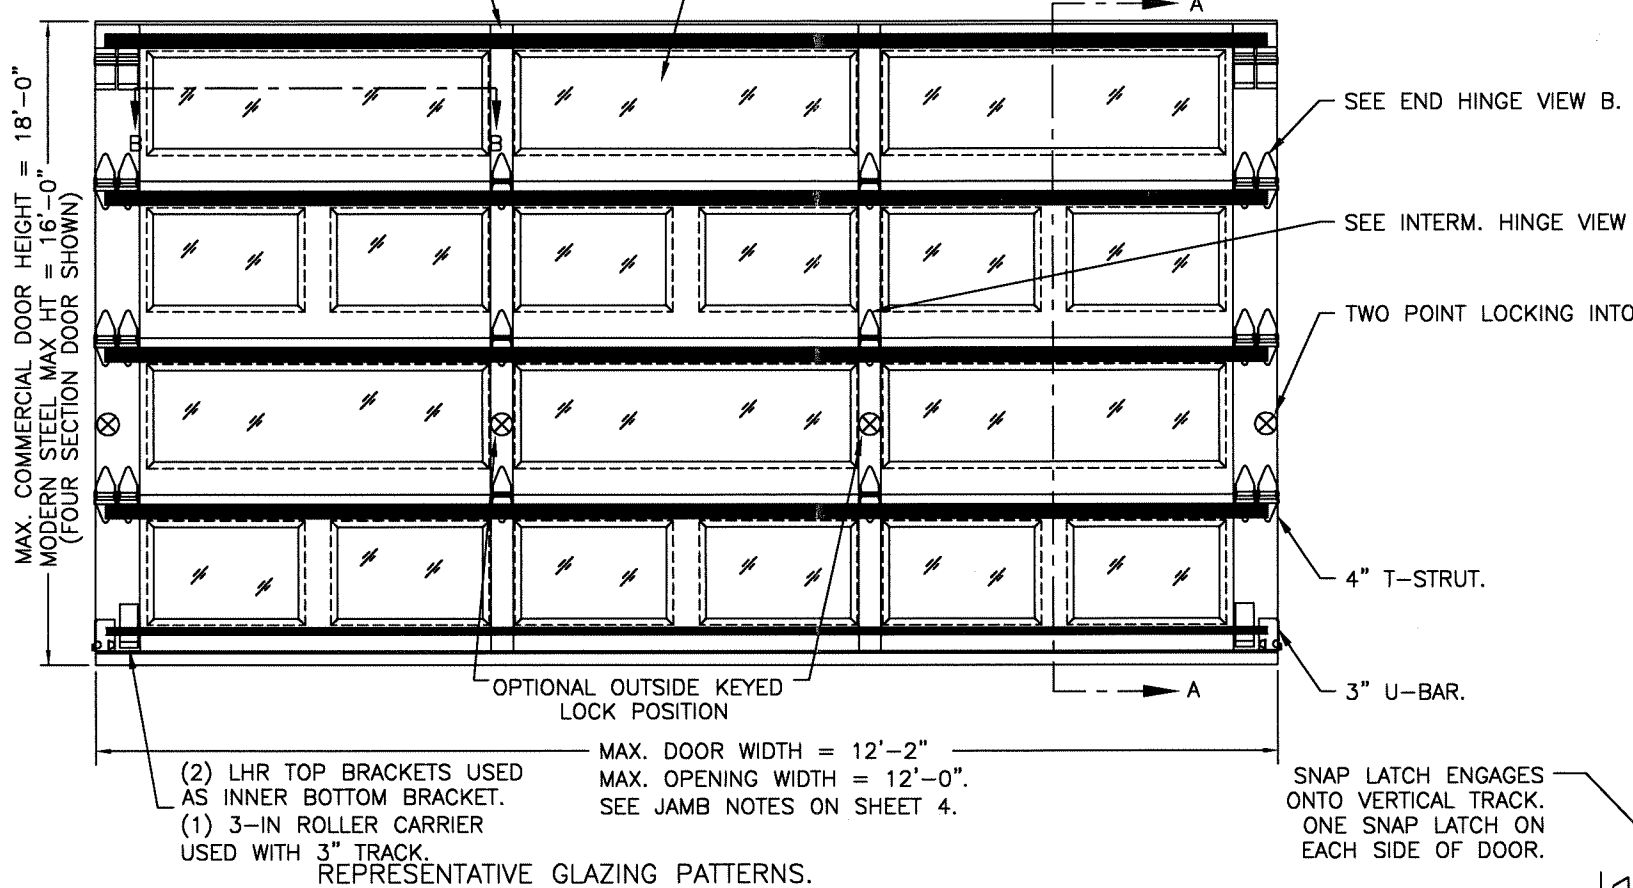 A
MAX. COMMERCIAL DOOR HEIGHT = 18'-0"
MODERN STEEL MAX HT = 16'-0"
(FOUR SECTION DOOR SHOWN)
B
B
SEE END HINGE VIEW B.
SEE INTERM. HINGE VIEW
TWO POINT LOCKING INTO
4" T-STRUT.
3" U-BAR.
A
OPTIONAL OUTSIDE KEYED
LOCK POSITION
MAX. DOOR WIDTH = 12'-2"
MAX. OPENING WIDTH = 12'-0".
SEE JAMB NOTES ON SHEET 4.
(2) LHR TOP BRACKETS USED
AS INNER BOTTOM BRACKET.
(1) 3-IN ROLLER CARRIER
USED WITH 3" TRACK.
REPRESENTATIVE GLAZING PATTERNS.
SNAP LATCH ENGAGES
ONTO VERTICAL TRACK.
ONE SNAP LATCH ON
EACH SIDE OF DOOR.